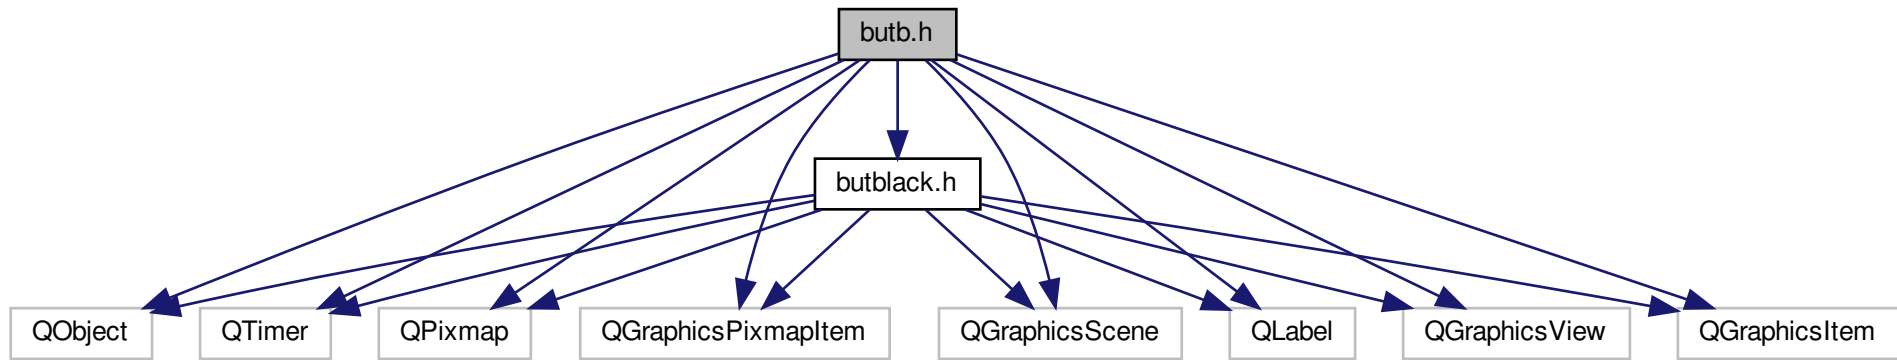 butb.h
butblack.h
QObject
QTimer
QPixmap
QGraphicsPixmapItem
QGraphicsScene
QLabel
QGraphicsView
QGraphicsItem